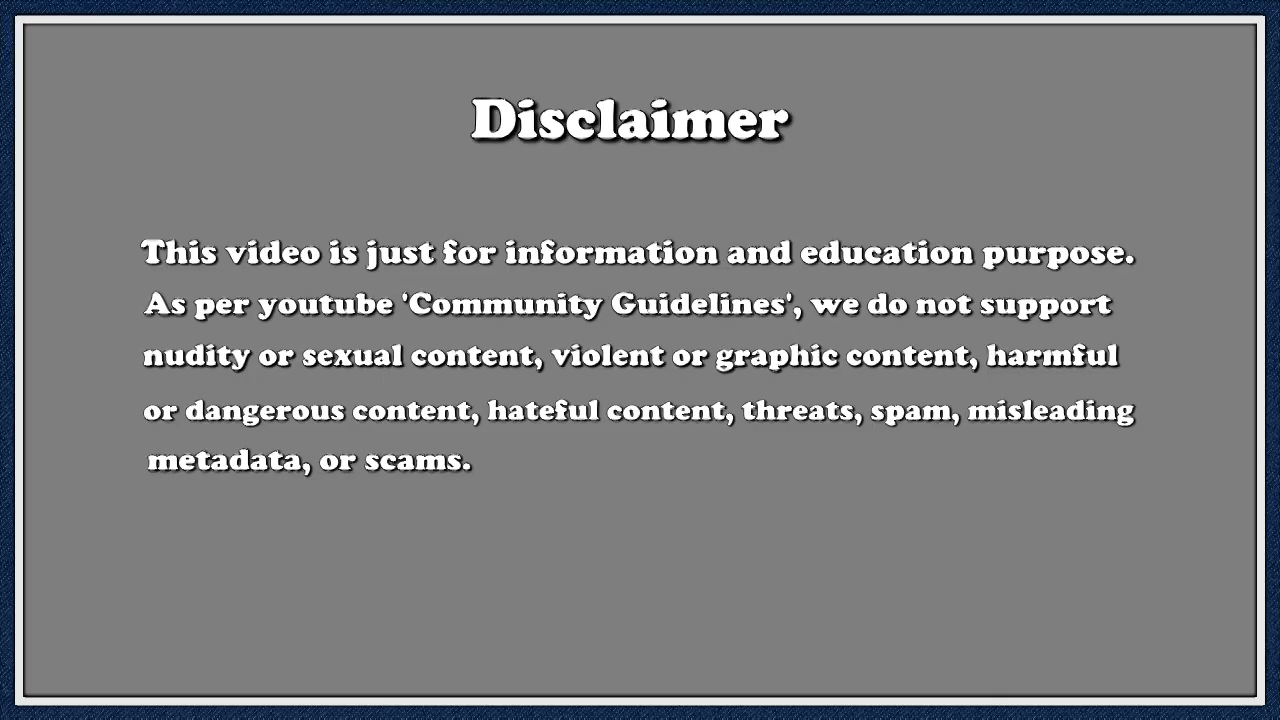 Disclaimer
This video is just for information and education purpose.
As per youtube 'Community Guidelines', we do not support
nudity or sexual content, violent or graphic content, harmful
or dangerous content, hateful content, threats, spam, misleading
metadata, or scams.